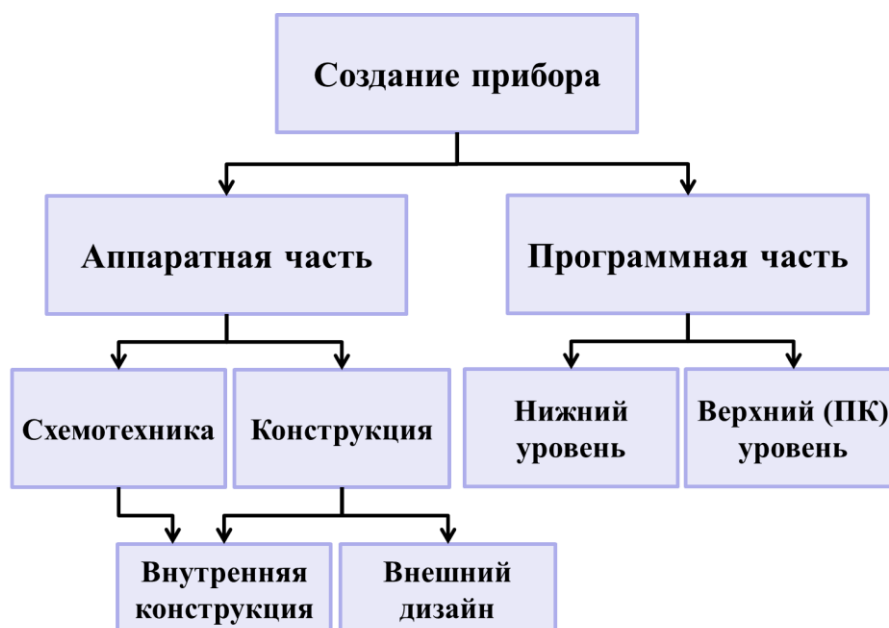 Создание прибора
Аппаратная часть
Программная часть
Схемотехника
Конструкция
Нижний
уровень
Верхний (ПК)
уровень
Внутренняя
конструкция
Внешний
дизайн